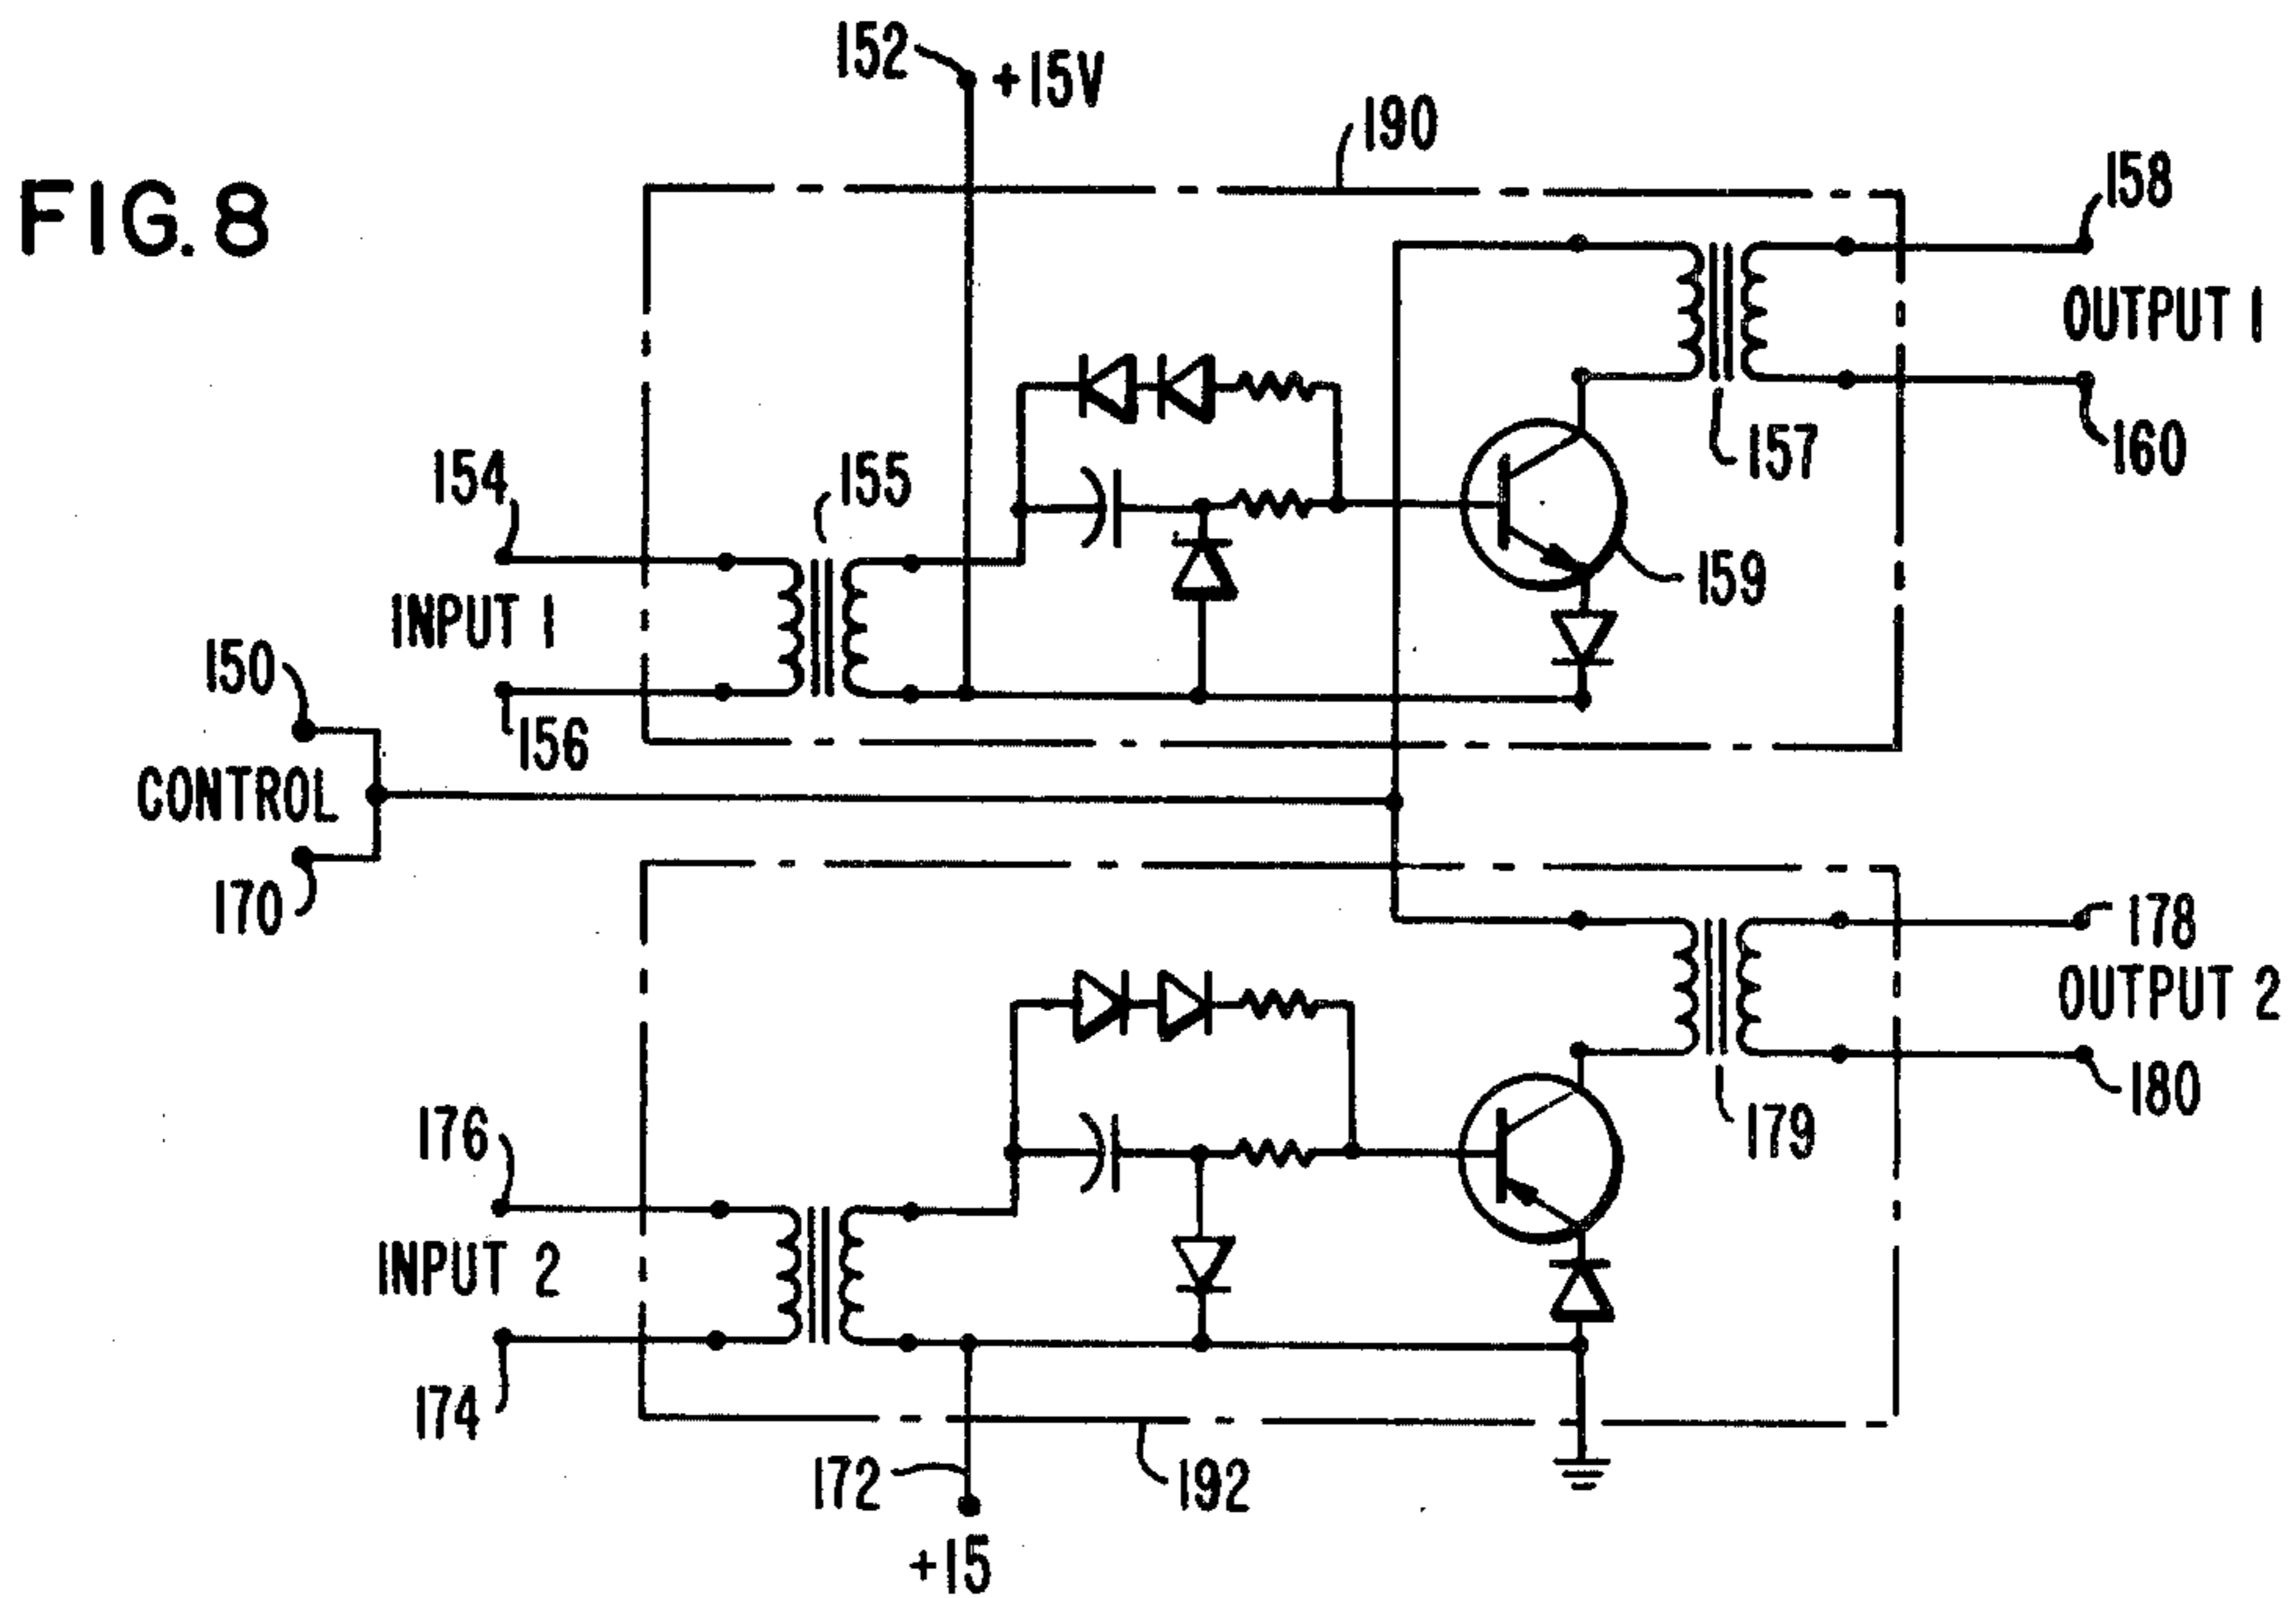 FIG. 8
152
+15V
190
158
OUTPUT 1
157
160
154
155
159
INPUT 1
150
156
CONTROL
170
178
OUTPUT 2
180
179
176
INPUT 2
174
172
192
+15